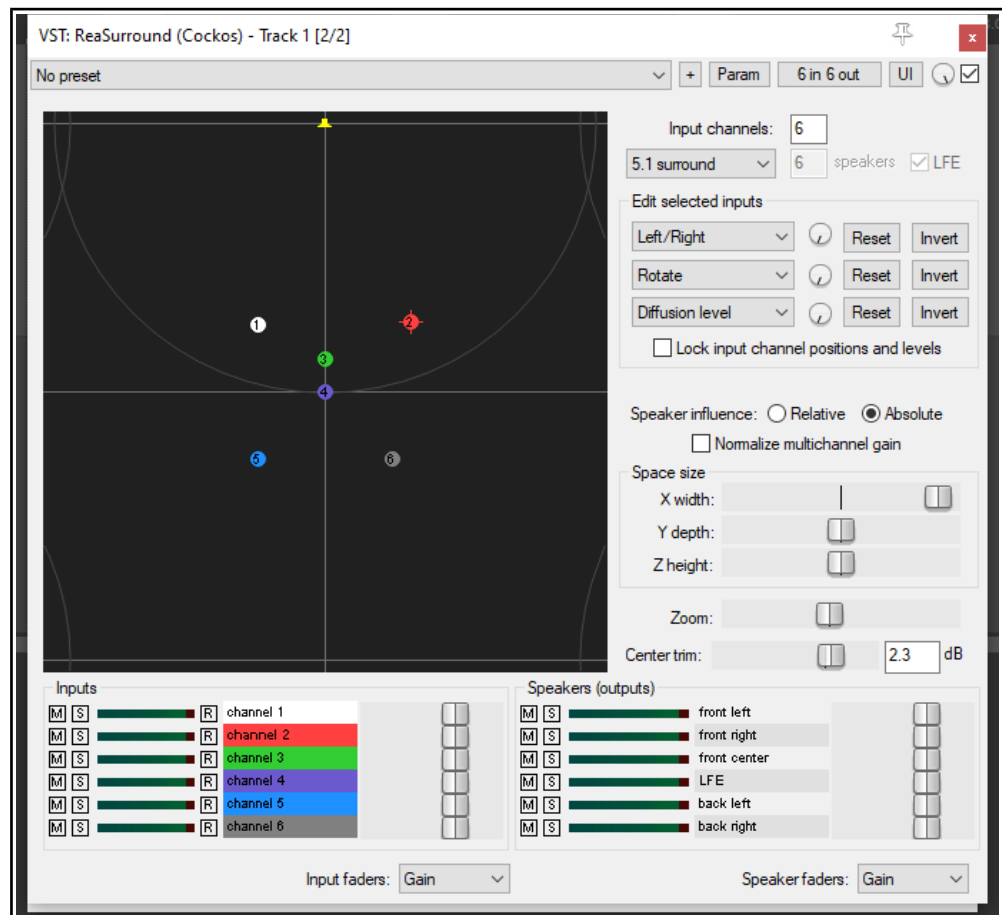 VST: ReaSurround (Cockos) - Track 1 [2/2]
x
No preset
+
Param
6 in 6 out
UI
Input channels: 6
5.1 surround
6 speakers
LFE
Edit selected inputs
Left/Right
Reset
Invert
Rotate
Reset
Invert
Diffusion level
Reset
Invert
Lock input channel positions and levels
1
2
3
4
5
6
Speaker influence:
Relative
Absolute
Normalize multichannel gain
Space size
X width:
Y depth:
Z height:
Zoom:
Center trim:
2.3 dB
Inputs
M S R channel 1
M S R channel 2
M S R channel 3
M S R channel 4
M S R channel 5
M S R channel 6
Input faders: Gain
Speakers (outputs)
M S front left
M S front right
M S front center
M S LFE
M S back left
M S back right
Speaker faders: Gain